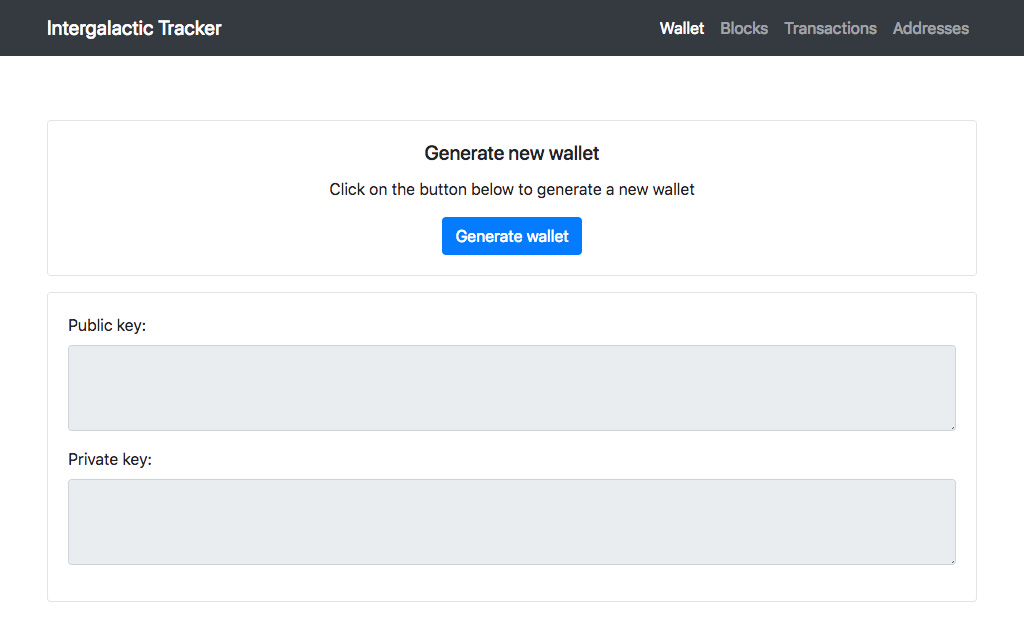 Intergalactic Tracker
Wallet Blocks Transactions Addresses
Generate new wallet
Click on the button below to generate a new wallet
Generate wallet
Public key:
Private key: